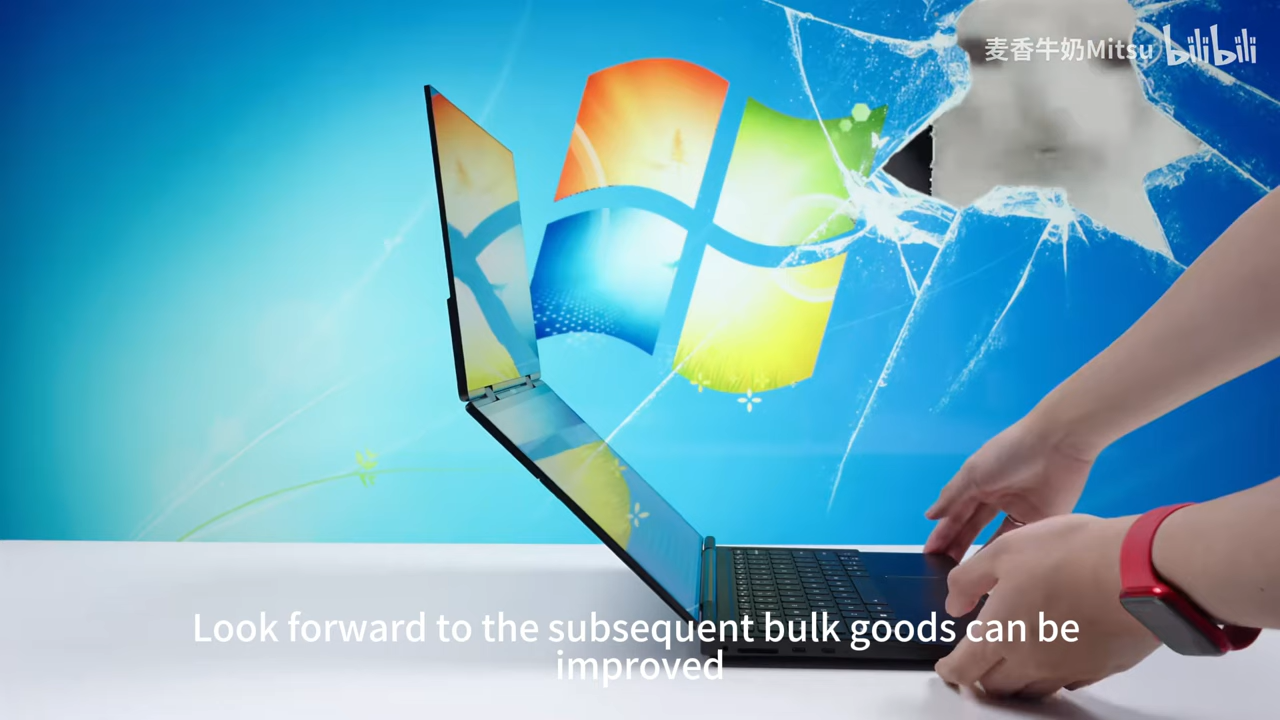 麦香牛奶Mitsu bilibili
Look forward to the subsequent bulk goods can be
improved